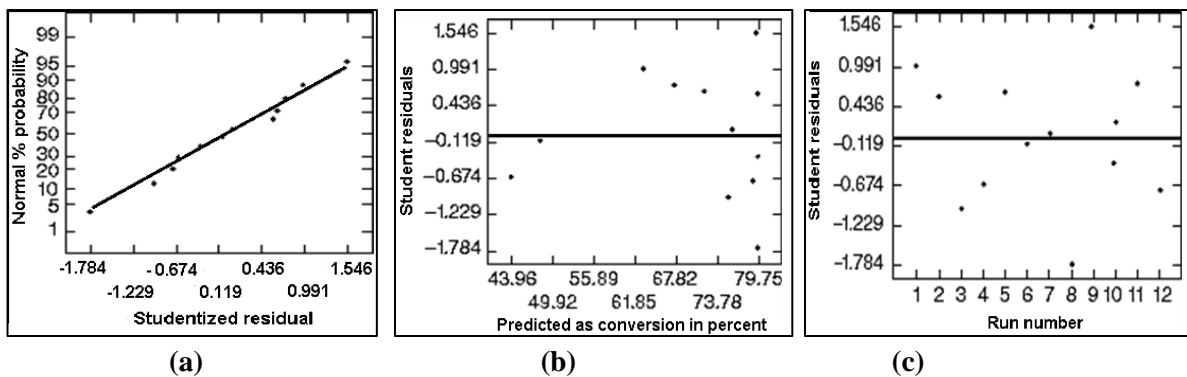 Normal % probability
99
95
90
80
70
50
30
20
10
5
1
-1.784 -0.674 0.436 1.546
-1.229 0.119 0.991
Studentized residual
(a)
Student residuals
1.546
0.991
0.436
−0.119
−0.674
−1.229
−1.784
43.96 55.89 67.82 79.75
49.92 61.85 73.78
Predicted as conversion in percent
(b)
Student residuals
1.546
0.991
0.436
−0.119
−0.674
−1.229
−1.784
1 2 3 4 5 6 7 8 9 10 11 12
Run number
(c)